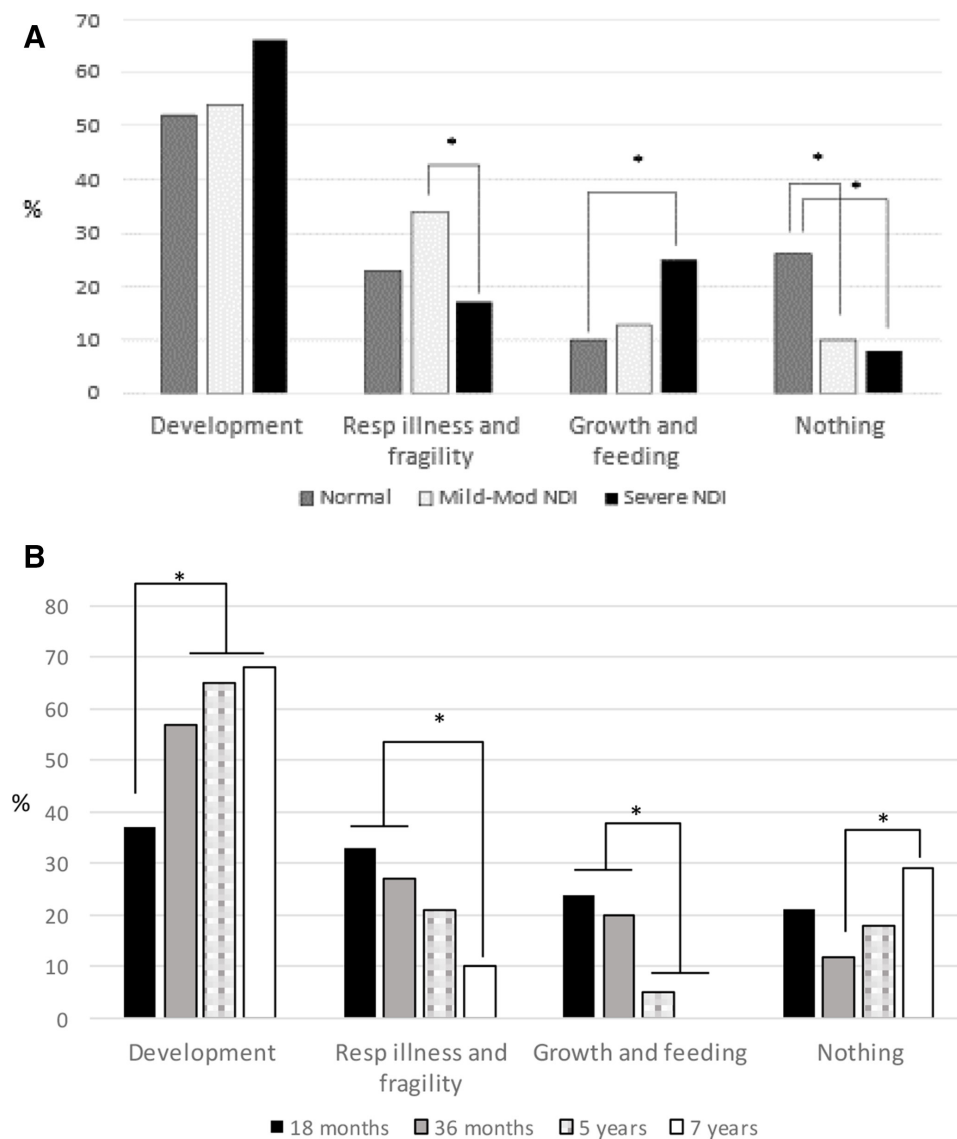 A
70
60
50
40
30
20
10
0
%
*
*
*
*
Development
Resp illness and
fragility
Growth and
feeding
Nothing
Normal Mild-Mod NDI Severe NDI
B
80
70
60
50
40
30
20
10
0
%
*
*
*
*
Development
Resp illness and
fragility
Growth and feeding
Nothing
18 months 36 months 5 years 7 years